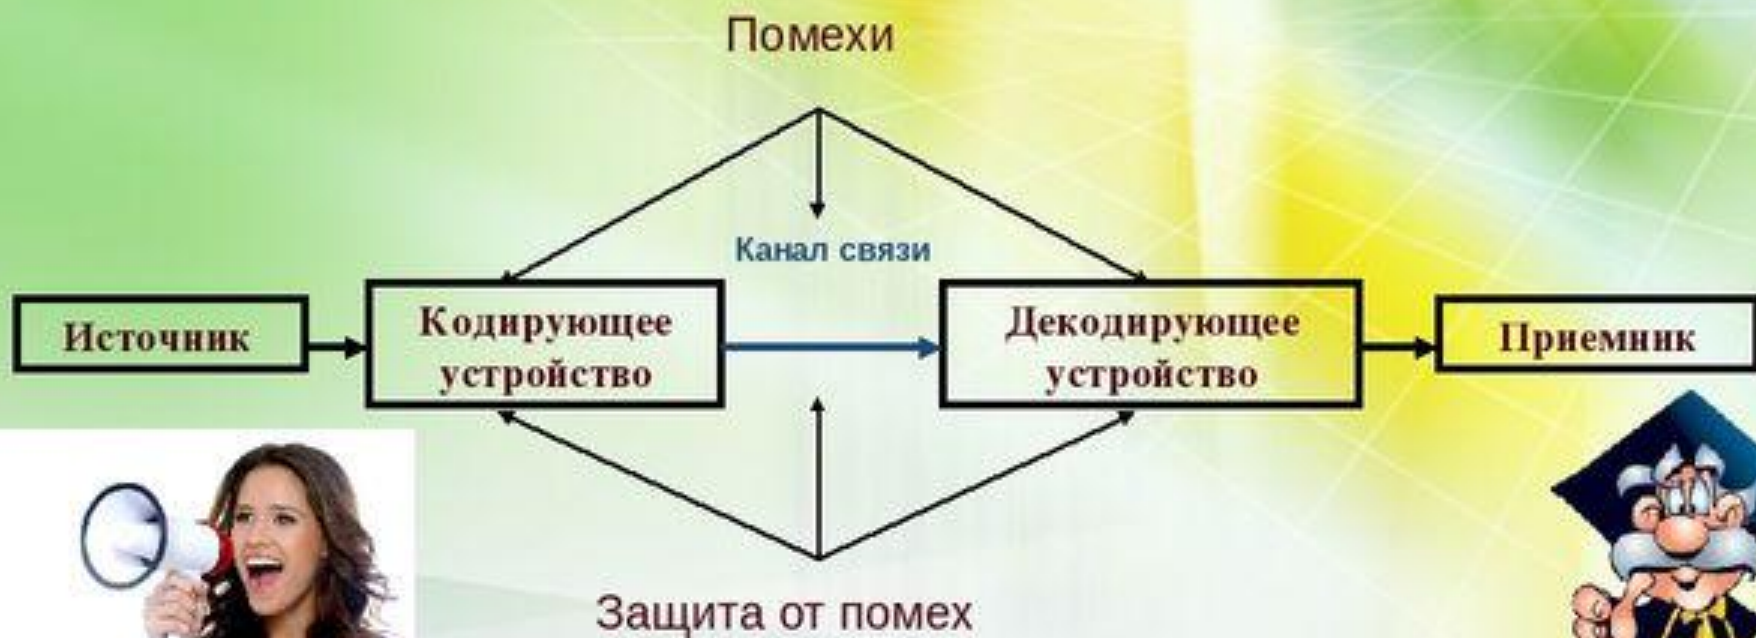 Помехи
Канал связи
Источник
Кодирующее
устройство
Декодирующее
устройство
Приемник
Защита от помех